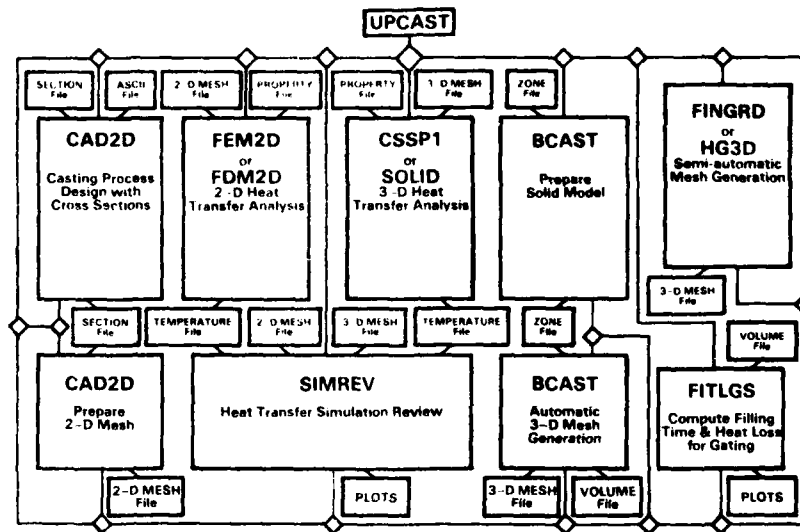 UPCAST
SECTION
File
ASCII
File
2-D MESH
File
PROPERTY
File
PROPERTY
File
3-D MESH
File
ZONE
File
CAD2D
Casting Process
Design with
Cross Sections
FEM2D
or
FDM2D
2-D Heat
Transfer Analysis
CSSP1
or
SOLID
3-D Heat
Transfer Analysis
BCAST
Prepare
Solid Model
FINGRD
or
HG3D
Semi-automatic
Mesh Generation
3-D MESH
File
SECTION
File
TEMPERATURE
File
2-D MESH
File
3-D MESH
File
TEMPERATURE
File
ZONE
File
VOLUME
File
CAD2D
Prepare
2-D Mesh
SIMREV
Heat Transfer Simulation Review
BCAST
Automatic
3-D Mesh
Generation
FITLGS
Compute Filling
Time & Heat Loss
for Gating
2-D MESH
File
PLOTS
3-D MESH
File
VOLUME
File
PLOTS